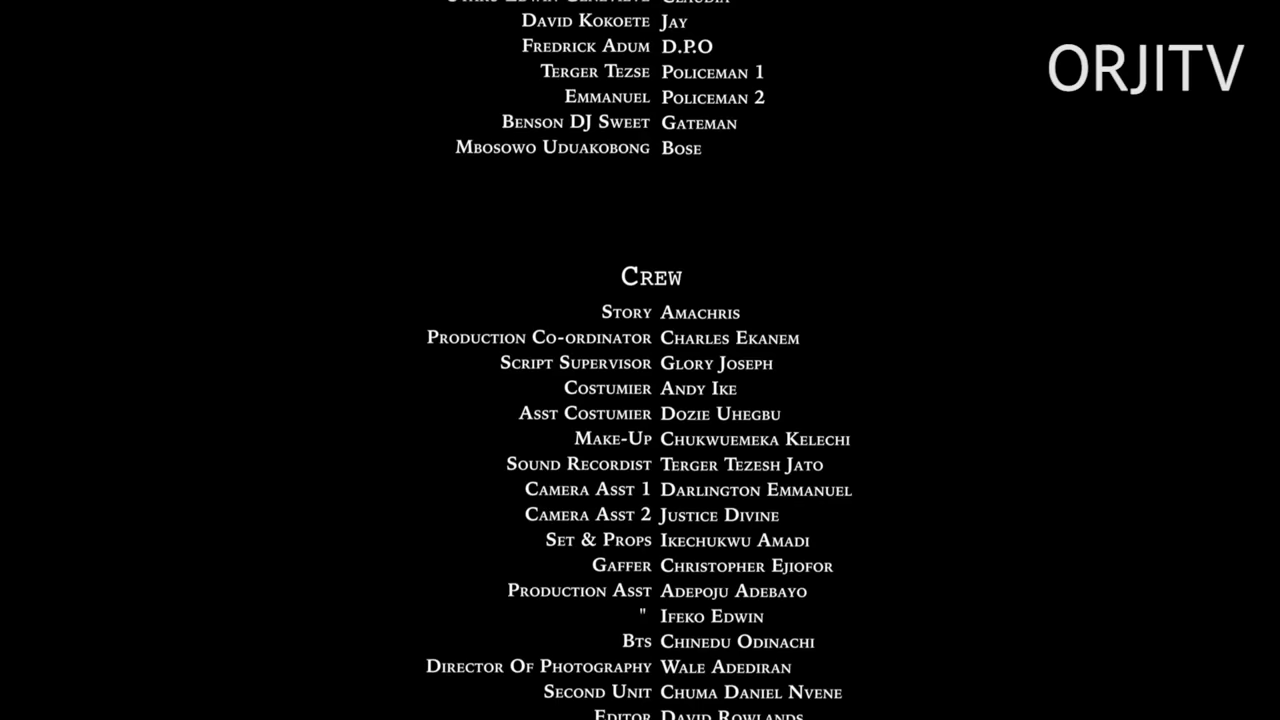 David Kokoete Jay
Fredrick Adum D.P.O
ORJITV
Terger Tezse Policeman 1
Emmanuel Policeman 2
Benson DJ Sweet Gateman
Mbosowo Uduakobong Bose
Crew
Story Amachris
Production Co-ordinator Charles Ekanem
Script Supervisor Glory Joseph
Costumier Andy Ike
Asst Costumier Dozie Uhegbu
Make-Up Chukwuemeka Kelechi
Sound Recordist Terger Tezesh Jato
Camera Asst 1 Darlington Emmanuel
Camera Asst 2 Justice Divine
Set & Props Ikechukwu Amadi
Gaffer Christopher Ejiofor
Production Asst Adepoju Adebayo
" Ifeko Edwin
Bts Chinedu Odinachi
Director Of Photography Wale Adediran
Second Unit Chuma Daniel Nvene
Editor David Rowlands